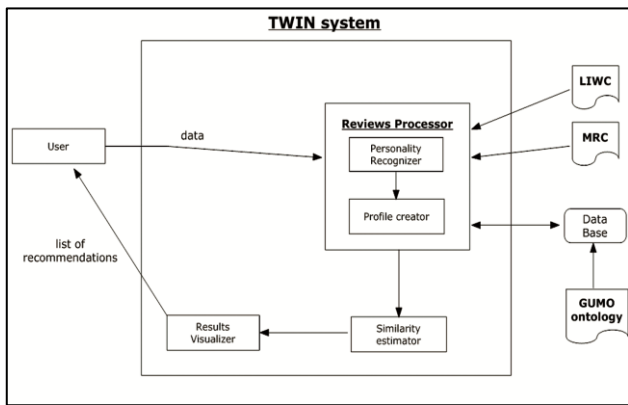 TWIN system
LIWC
Reviews Processor
MRC
data
User
Personality
Recognizer
Profile creator
Data
Base
list of
recommendations
GUMO
ontology
Results
Visualizer
Similarity
estimator